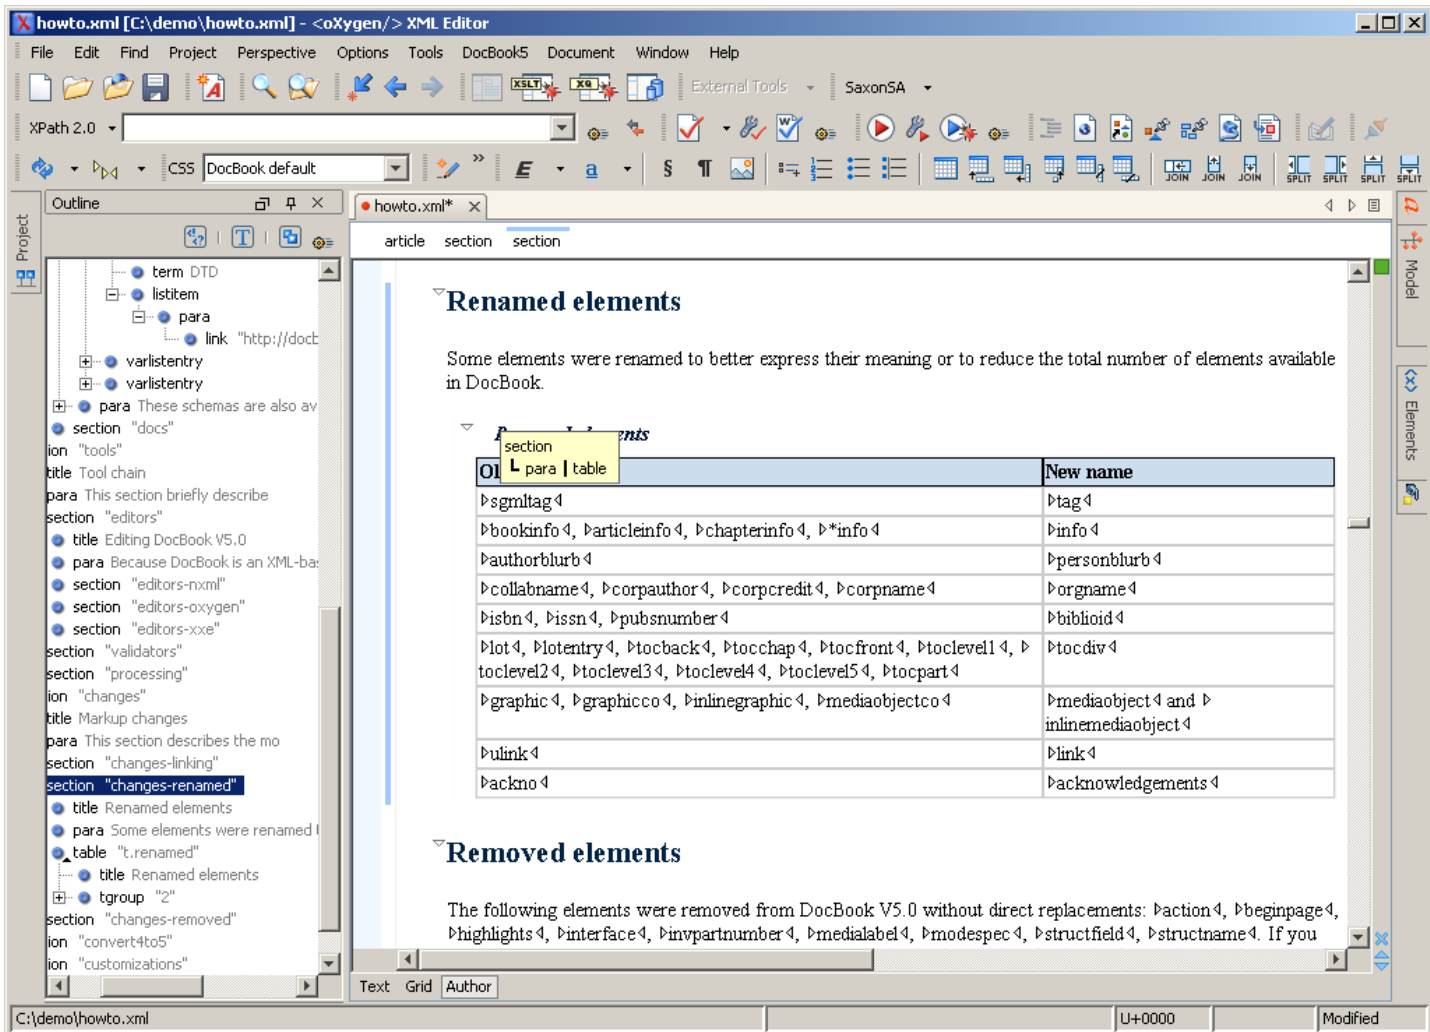 howto.xml [C:\demo\howto.xml] - <oXygen/> XML Editor
File Edit Find Project Perspective Options Tools DocBook5 Document Window Help
XSLT XQ External Tools SaxonSA
XPath 2.0
CSS DocBook default E a § ¶ JOIN JOIN JOIN SPLIT SPLIT SPLIT SPLIT
Project
Outline
term DTD
listitem
para
link "http://docb
varlistentry
varlistentry
para These schemas are also av
section "docs"
ion "tools"
title Tool chain
para This section briefly describe
section "editors"
title Editing DocBook V5.0
para Because DocBook is an XML-ba
section "editors-nxml"
section "editors-oxygen"
section "editors-xxe"
section "validators"
section "processing"
ion "changes"
title Markup changes
para This section describes the mo
section "changes-linking"
section "changes-renamed"
title Renamed elements
para Some elements were renamed
table "t.renamed"
title Renamed elements
tgroup "2"
section "changes-removed"
ion "convert4to5"
ion "customizations"
howto.xml*
article section section
Renamed elements
Some elements were renamed to better express their meaning or to reduce the total number of elements available
in DocBook.
section
para table
New name
sgmltag tag
bookinfo, articleinfo, chapterinfo, *info info
authorblurb personblurb
collabname, corpauthor, corpcredit, corpname orgname
isbn, issn, pubsnumber biblioid
lot, lotentry, tocback, tocchap, tocfront, toclevel1, tocdiv
toclevel2, toclevel3, toclevel4, toclevel5, tocpart
graphic, graphicco, inlinegraphic, mediaobjectco mediaobject and
inlinemediaobject
ulink link
ackno acknowledgements
Removed elements
The following elements were removed from DocBook V5.0 without direct replacements: action, beginpage,
highlights, interface, invpartnumber, medialabel, modespec, structfield, structname. If you
Text Grid Author
Model
Elements
C:\demo\howto.xml U+0000 Modified